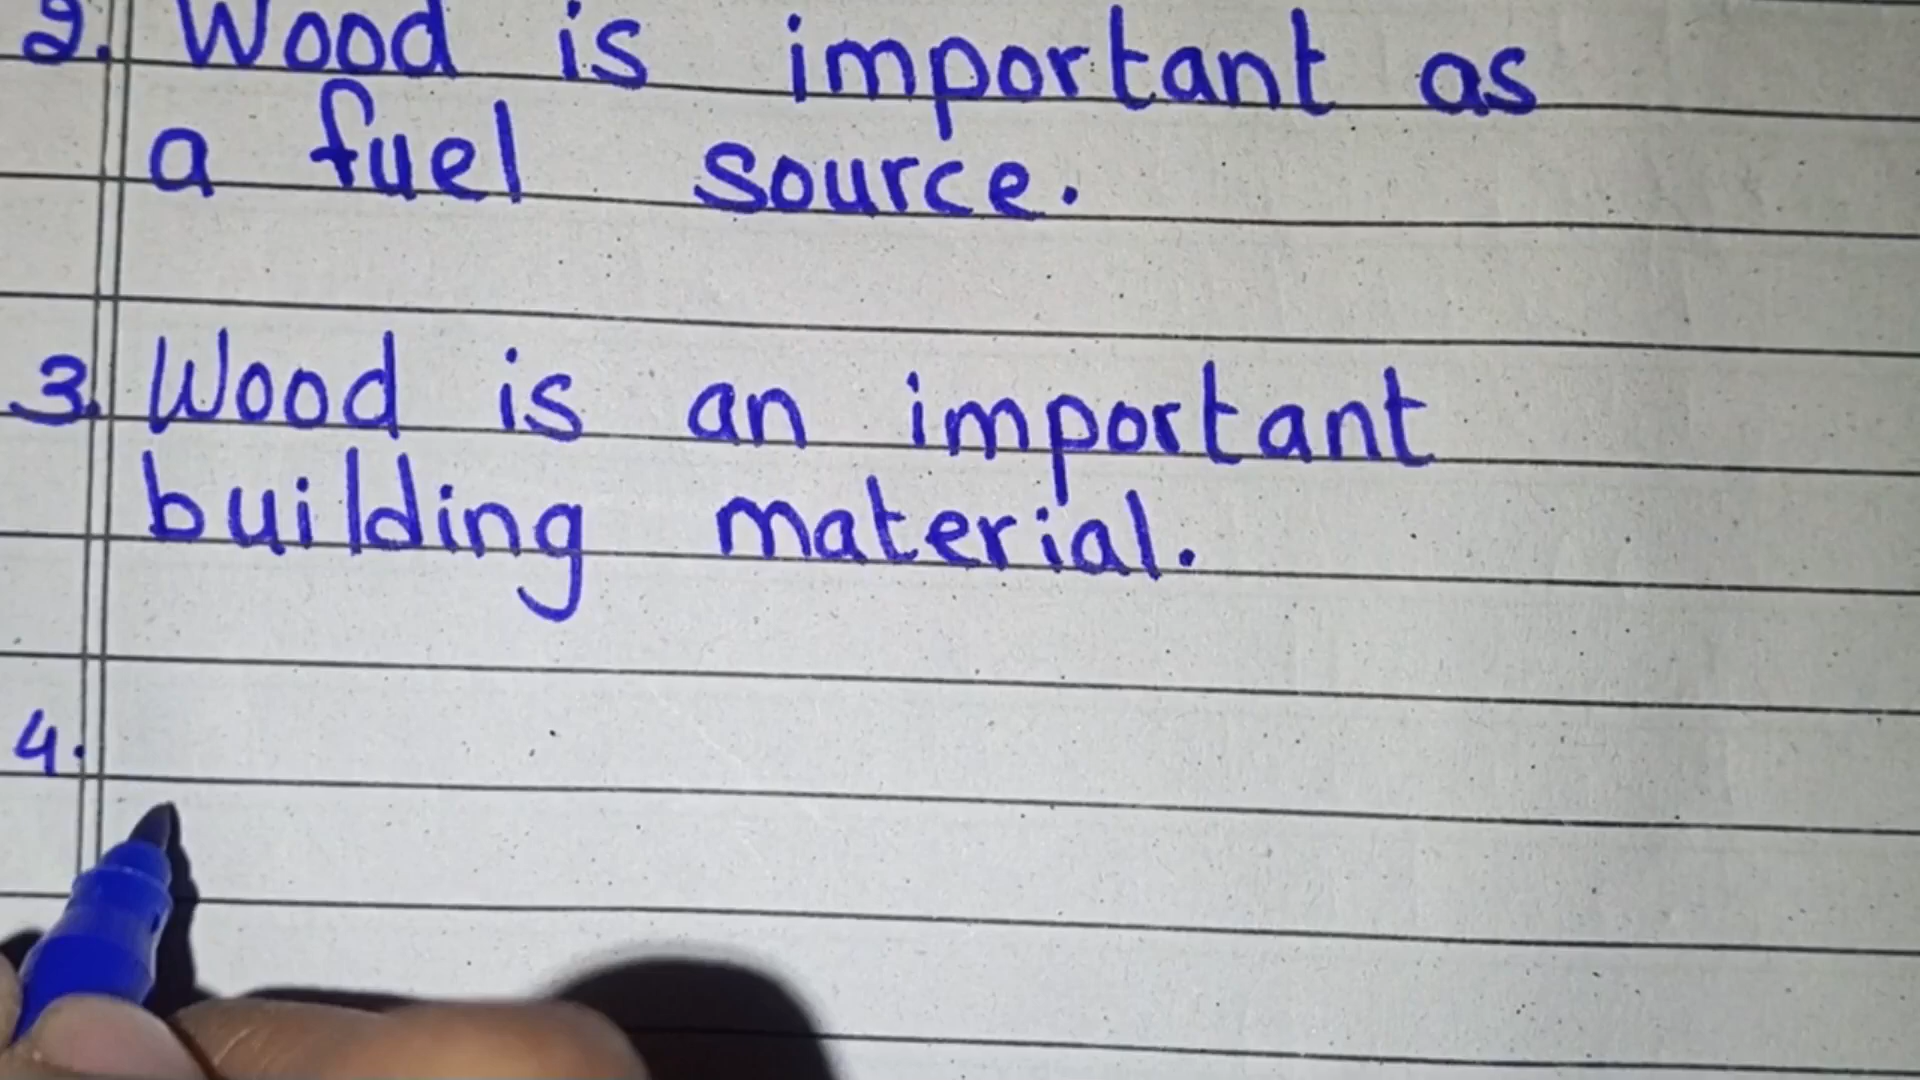 2. Wood is important as
a fuel source.
3. Wood is an important
building material.
4.